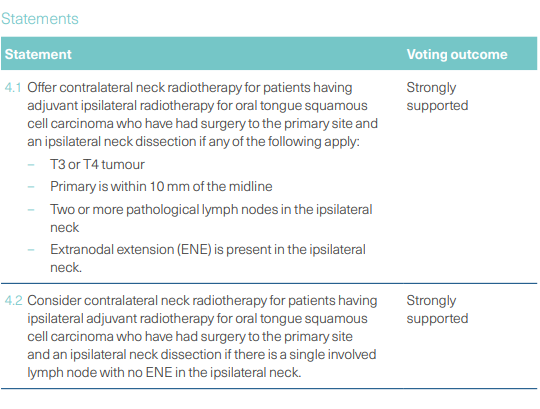 Statements
Statement Voting outcome
4.1 Offer contralateral neck radiotherapy for patients having Strongly
adjuvant ipsilateral radiotherapy for oral tongue squamous supported
cell carcinoma who have had surgery to the primary site and
an ipsilateral neck dissection if any of the following apply:
– T3 or T4 tumour
– Primary is within 10 mm of the midline
– Two or more pathological lymph nodes in the ipsilateral
neck
– Extranodal extension (ENE) is present in the ipsilateral
neck.
4.2 Consider contralateral neck radiotherapy for patients having Strongly
ipsilateral adjuvant radiotherapy for oral tongue squamous supported
cell carcinoma who have had surgery to the primary site
and an ipsilateral neck dissection if there is a single involved
lymph node with no ENE in the ipsilateral neck.